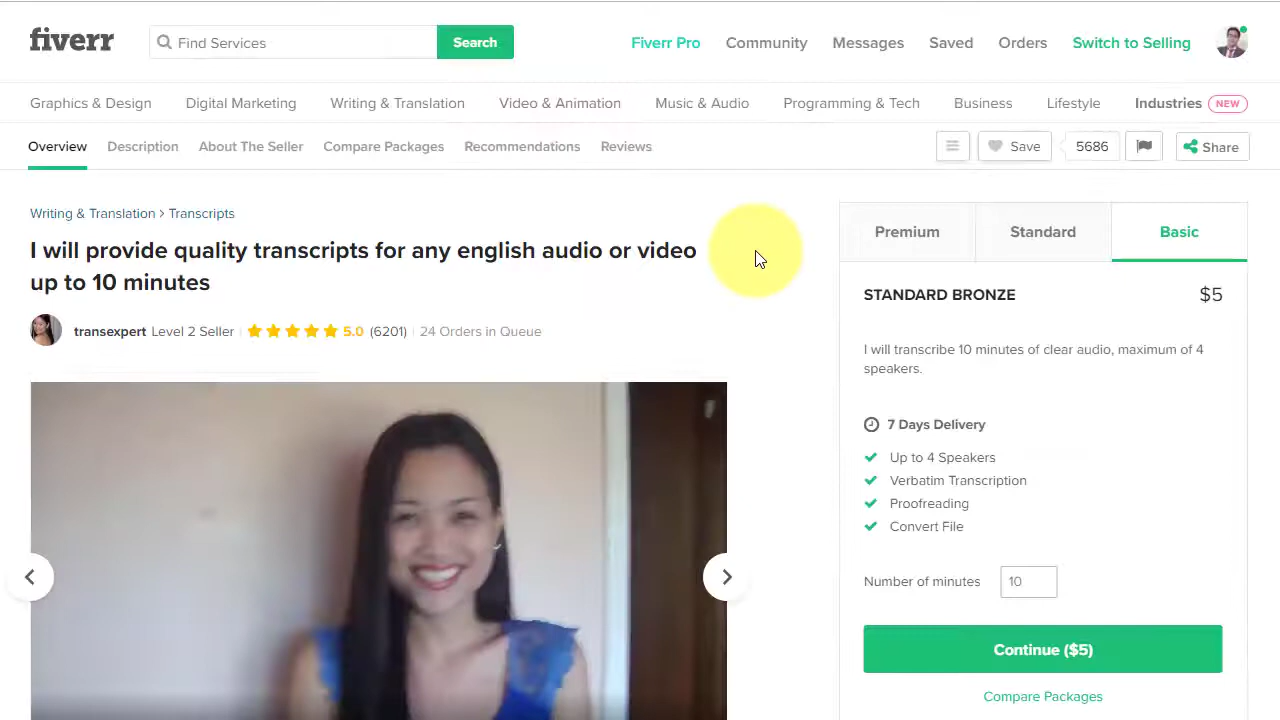 fiverr
Find Services
Search
Fiverr Pro
Community
Messages
Saved
Orders
Switch to Selling
Graphics & Design
Digital Marketing
Writing & Translation
Video & Animation
Music & Audio
Programming & Tech
Business
Lifestyle
Industries NEW
Overview
Description
About The Seller
Compare Packages
Recommendations
Reviews
Save
5686
Share
Writing & Translation > Transcripts
I will provide quality transcripts for any english audio or video
up to 10 minutes
transexpert Level 2 Seller
5.0 (6201)
24 Orders in Queue
Premium
Standard
Basic
STANDARD BRONZE
$5
I will transcribe 10 minutes of clear audio, maximum of 4
speakers.
7 Days Delivery
Up to 4 Speakers
Verbatim Transcription
Proofreading
Convert File
Number of minutes
10
Continue ($5)
Compare Packages